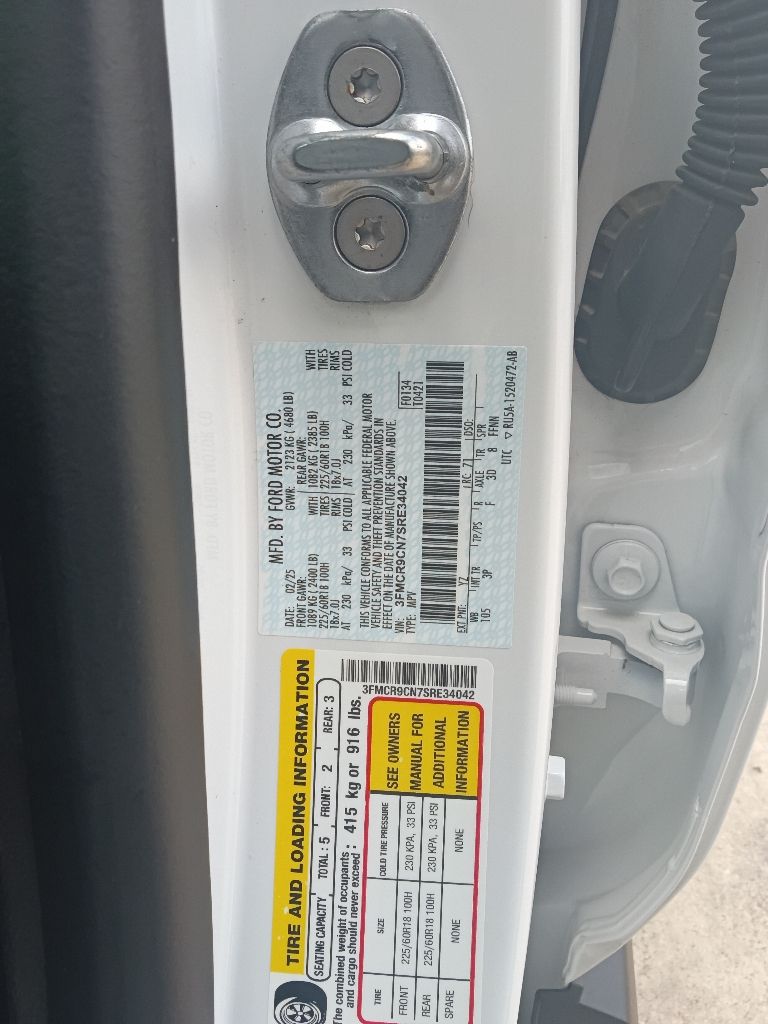 MFD. BY FORD MOTOR CO.
DATE: 02/25 GVWR: 2123 KG ( 4680 LB)
FRONT GAWR: REAR GAWR:
1089 KG ( 2400 LB) WITH 1082 KG ( 2385 LB) WITH
225/60R18 100H TIRES 225/60R18 100H TIRES
18x7.0J RIMS 18x7.0J RIMS
AT 230 kPa/ 33 PSI COLD AT 230 kPa/ 33 PSI COLD
THIS VEHICLE CONFORMS TO ALL APPLICABLE FEDERAL MOTOR
VEHICLE SAFETY AND THEFT PREVENTION STANDARDS IN
EFFECT ON THE DATE OF MANUFACTURE SHOWN ABOVE.
VIN: 3FMCR9CN7SRE34042 F0134
TYPE: MPV T0421
EXT PNT: YZ RC: 71 DSO:
WB INT TR TP/PS R AXLE TR SPR
105 3P F 3D 8 FFNN
UTC ▽ RU5A-1520472-AB
TIRE AND LOADING INFORMATION
SEATING CAPACITY TOTAL : 5 FRONT: 2 REAR: 3
The combined weight of occupants
and cargo should never exceed : 415 kg or 916 lbs.
3FMCR9CN7SRE34042
TIRE SIZE COLD TIRE PRESSURE
FRONT 225/60R18 100H 230 KPA, 33 PSI
REAR 225/60R18 100H 230 KPA, 33 PSI
SPARE NONE NONE
SEE OWNERS
MANUAL FOR
ADDITIONAL
INFORMATION